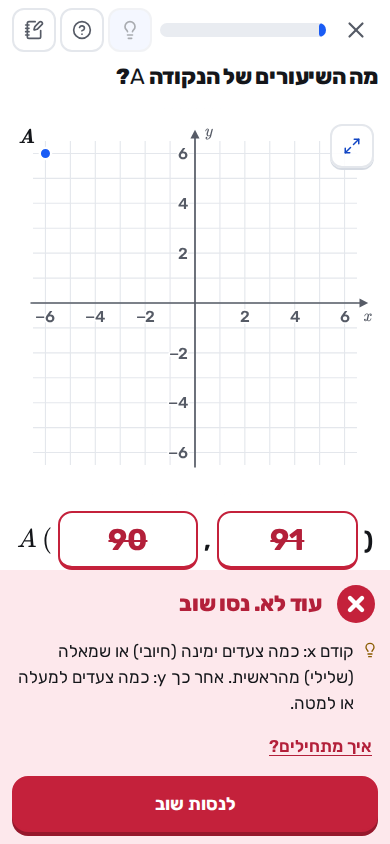 מה השיעורים של הנקודה A?
A
y
6
4
2
−6 −4 −2 2 4 6 x
−2
−4
−6
A ( 90 , 91 )
עוד לא. נסו שוב
קודם x: כמה צעדים ימינה (חיובי) או שמאלה
(שלילי) מהראשית. אחר כך y: כמה צעדים למעלה
או למטה.
איך מתחילים?
לנסות שוב